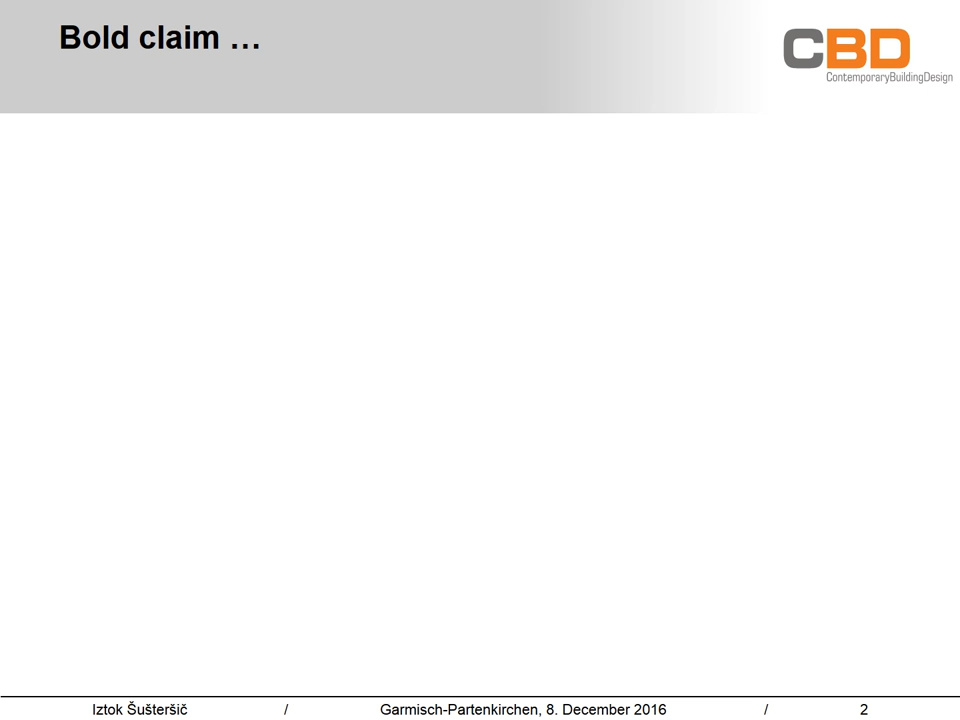 Bold claim …
CBD
ContemporaryBuildingDesign
Iztok Šušteršič / Garmisch-Partenkirchen, 8. December 2016 / 2